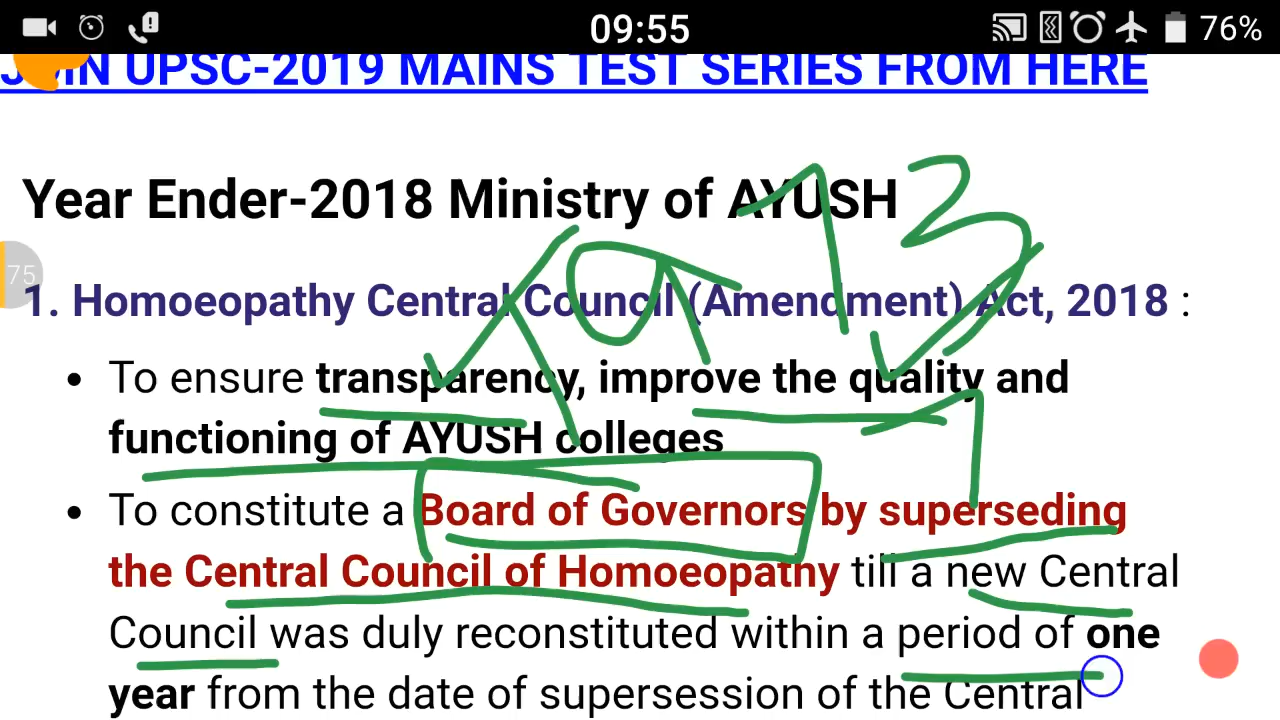 09:55 76%
JOIN UPSC-2019 MAINS TEST SERIES FROM HERE
Year Ender-2018 Ministry of AYUSH
75
1. Homoeopathy Central Council (Amendment) Act, 2018 :
• To ensure transparency, improve the quality and
functioning of AYUSH colleges
• To constitute a Board of Governors by superseding
the Central Council of Homoeopathy till a new Central
Council was duly reconstituted within a period of one
year from the date of supersession of the Central